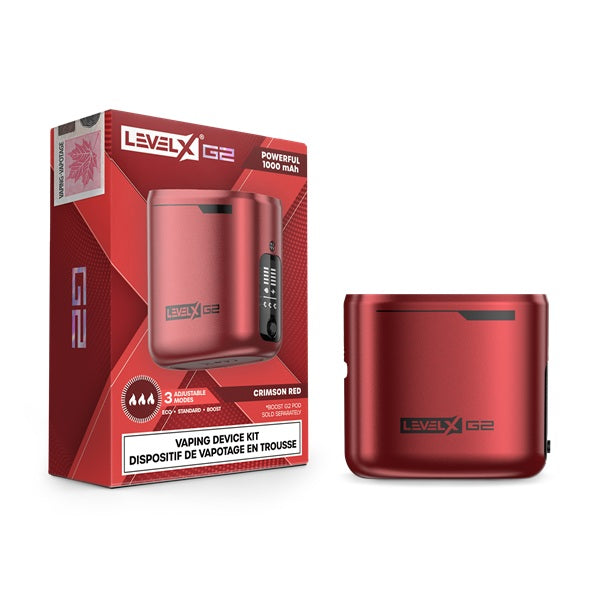 LEVELX® G2
POWERFUL
1000 mAh
VAPING-VAPOTAGE
G2
LEVELX G2
3 ADJUSTABLE
MODES
ECO • STANDARD • BOOST
CRIMSON RED
*BOOST G2 POD
SOLD SEPARATELY
VAPING DEVICE KIT
DISPOSITIF DE VAPOTAGE EN TROUSSE
LEVELX G2